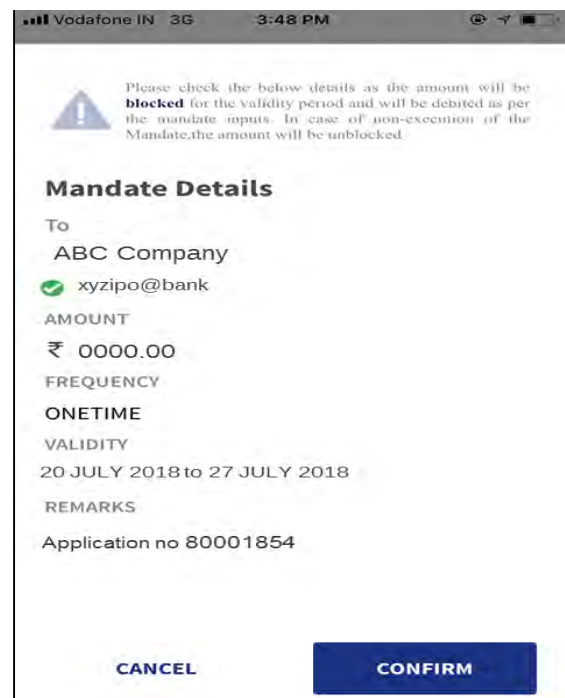 Vodafone IN 3G 3:48 PM
Please check the below details as the amount will be
blocked for the validity period and will be debited as per
the mandate inputs. In case of non-execution of the
Mandate,the amount will be unblocked
Mandate Details
To
ABC Company
xyzipo@bank
AMOUNT
₹ 0000.00
FREQUENCY
ONETIME
VALIDITY
20 JULY 2018 to 27 JULY 2018
REMARKS
Application no 80001854
CANCEL CONFIRM